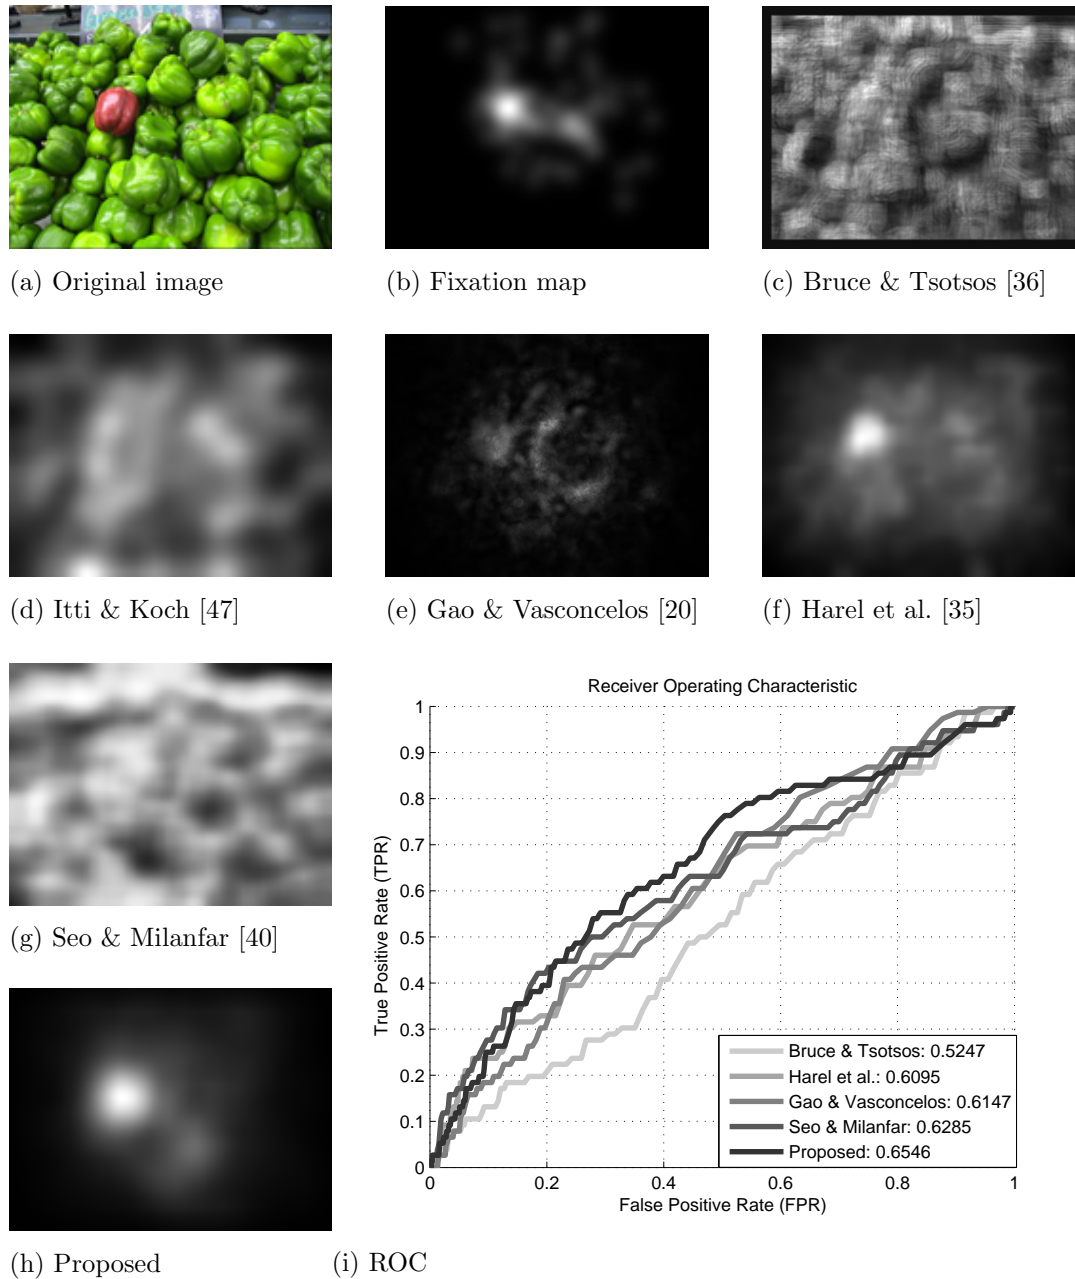 (a) Original image
(b) Fixation map
(c) Bruce & Tsotsos [36]
(d) Itti & Koch [47]
(e) Gao & Vasconcelos [20]
(f) Harel et al. [35]
(g) Seo & Milanfar [40]
(h) Proposed
Receiver Operating Characteristic
True Positive Rate (TPR)
1
0.9
0.8
0.7
0.6
0.5
0.4
0.3
0.2
0.1
0
Bruce & Tsotsos: 0.5247
Harel et al.: 0.6095
Gao & Vasconcelos: 0.6147
Seo & Milanfar: 0.6285
Proposed: 0.6546
0 0.2 0.4 0.6 0.8 1
False Positive Rate (FPR)
(i) ROC